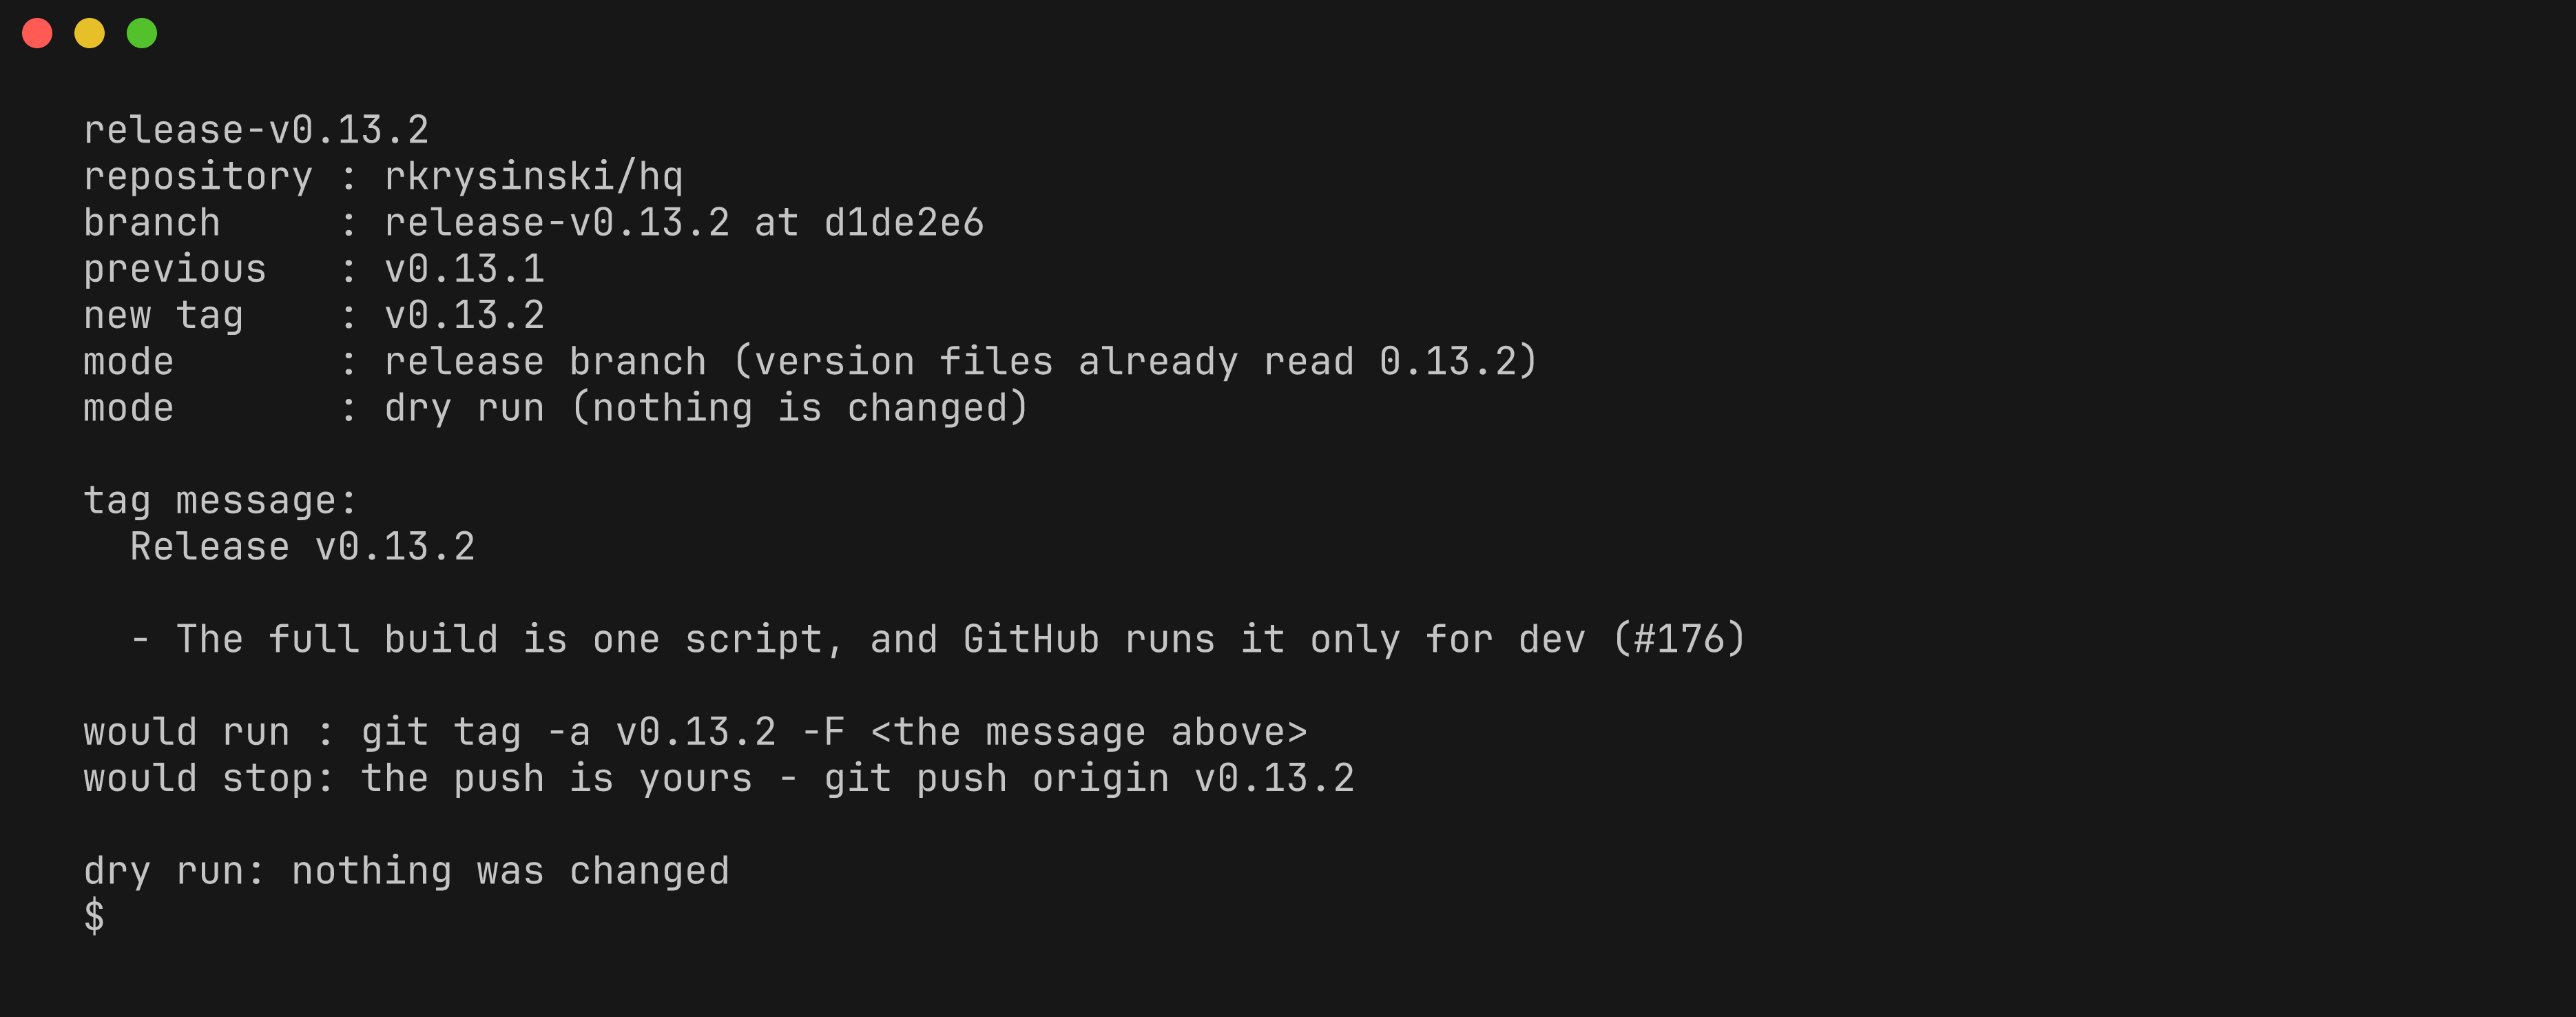 release-v0.13.2
repository : rkrysinski/hq
branch     : release-v0.13.2 at d1de2e6
previous   : v0.13.1
new tag    : v0.13.2
mode       : release branch (version files already read 0.13.2)
mode       : dry run (nothing is changed)

tag message:
  Release v0.13.2

  - The full build is one script, and GitHub runs it only for dev (#176)

would run : git tag -a v0.13.2 -F <the message above>
would stop: the push is yours - git push origin v0.13.2

dry run: nothing was changed
$